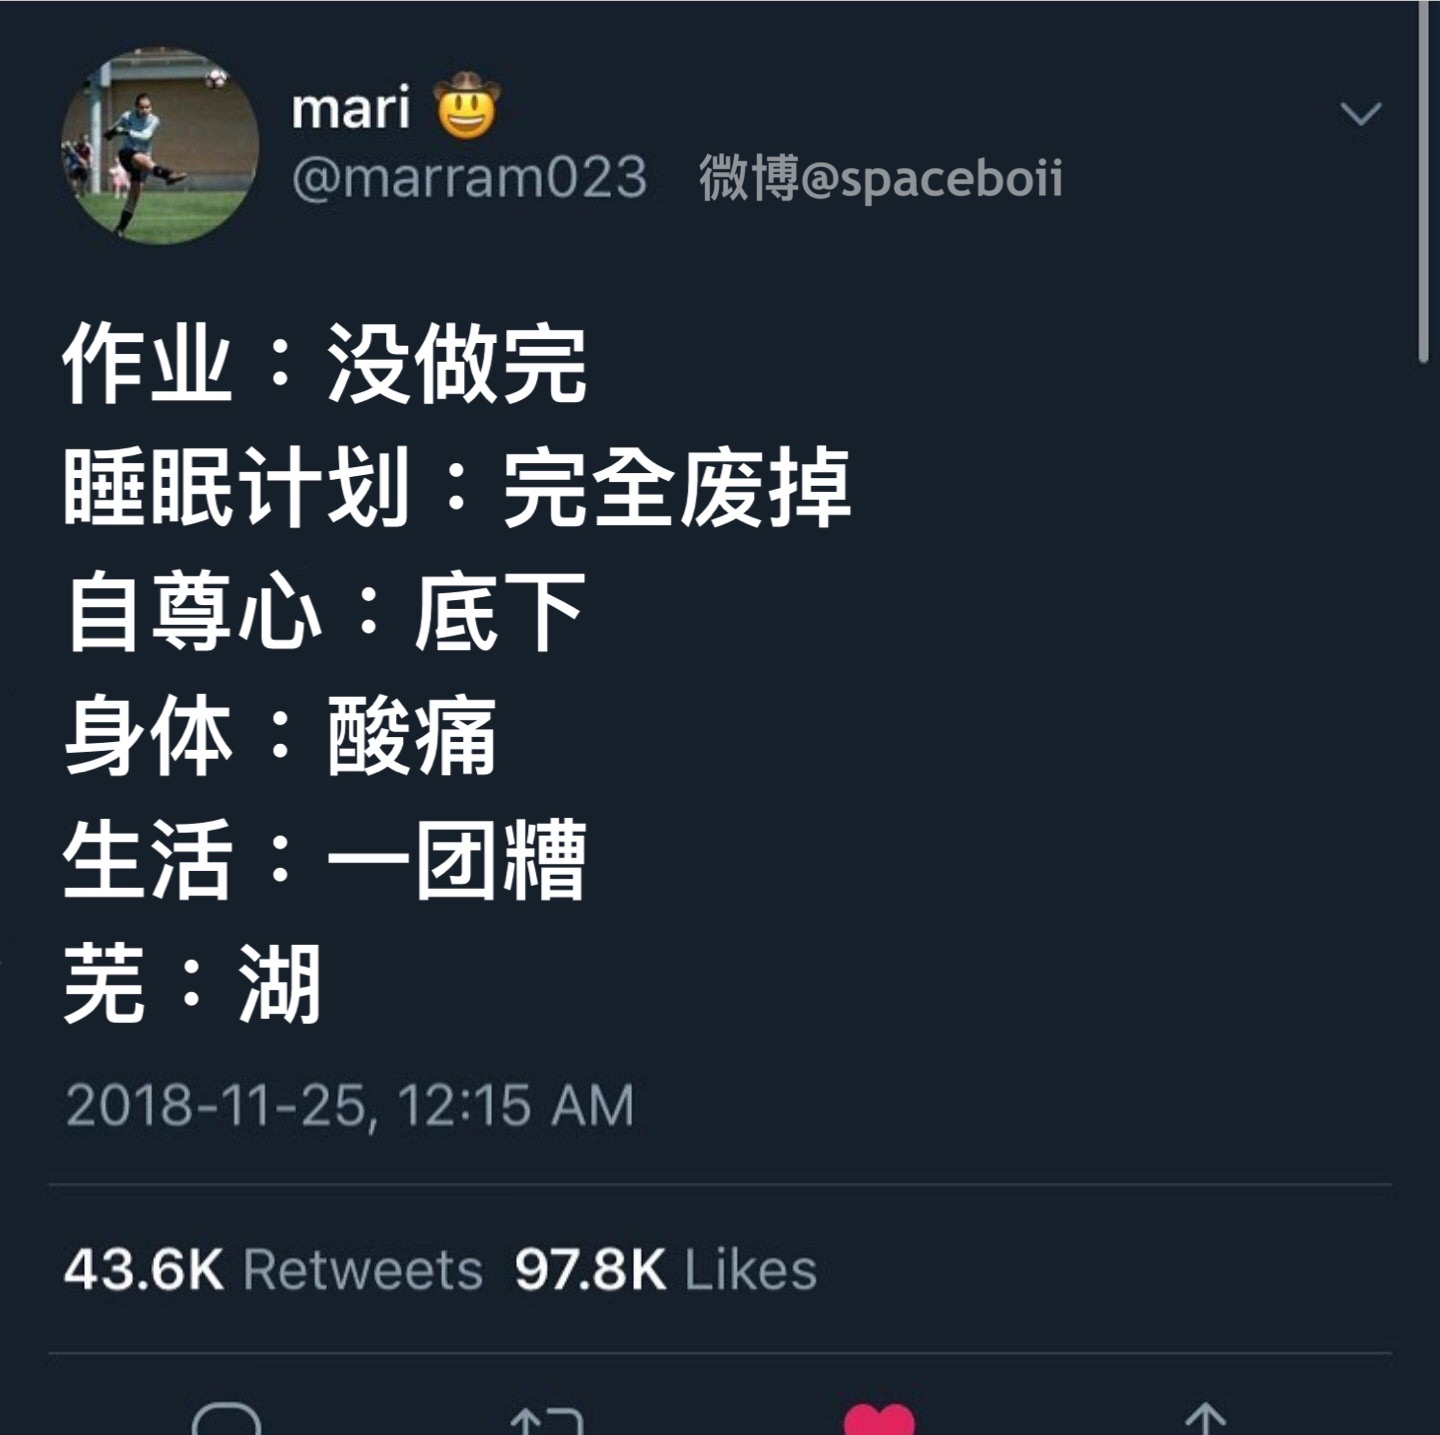 mari 🤠
@marram023 微博@spaceboii
作业：没做完
睡眠计划：完全废掉
自尊心：底下
身体：酸痛
生活：一团糟
芜：湖
2018-11-25, 12:15 AM
43.6K Retweets 97.8K Likes